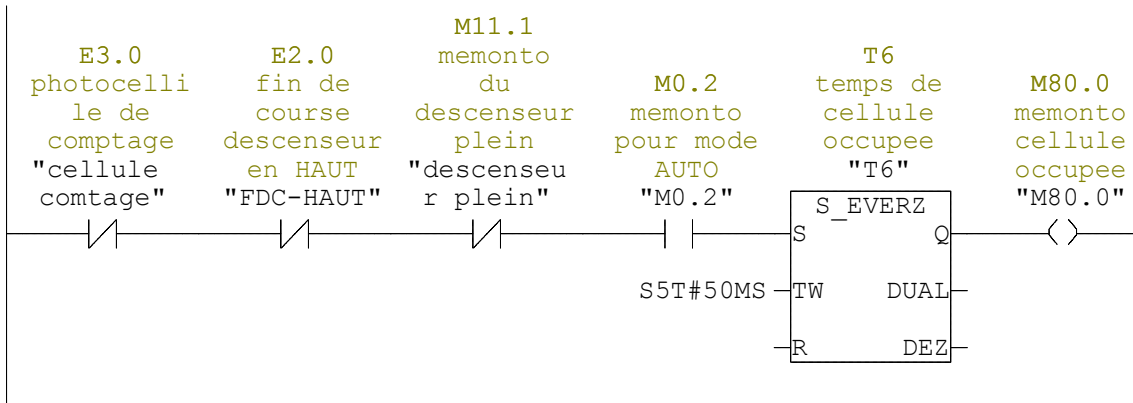 E3.0
photocelli
le de
comptage
"cellule
comtage"
E2.0
fin de
course
descenseur
en HAUT
"FDC-HAUT"
M11.1
memonto
du
descenseur
plein
"descenseu
r plein"
M0.2
memonto
pour mode
AUTO
"M0.2"
T6
temps de
cellule
occupee
"T6"
M80.0
memonto
cellule
occupee
"M80.0"
S_EVERZ
S
Q
S5T#50MS
TW
DUAL
R
DEZ